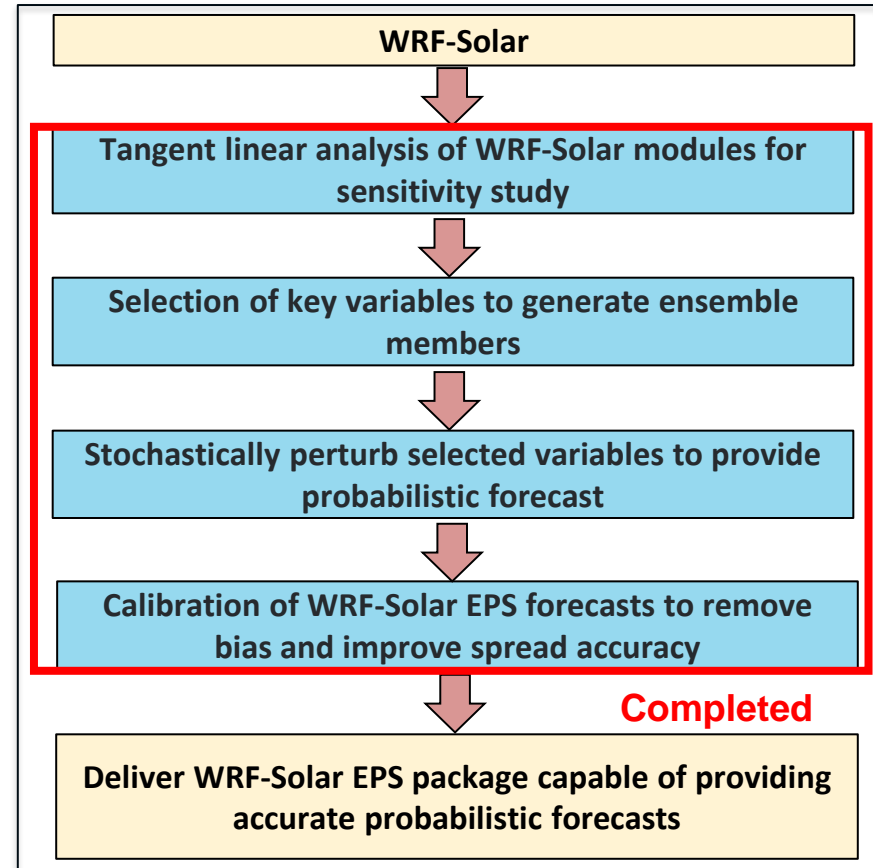 WRF-Solar
Tangent linear analysis of WRF-Solar modules for
sensitivity study
Selection of key variables to generate ensemble
members
Stochastically perturb selected variables to provide
probabilistic forecast
Calibration of WRF-Solar EPS forecasts to remove
bias and improve spread accuracy
Completed
Deliver WRF-Solar EPS package capable of providing
accurate probabilistic forecasts